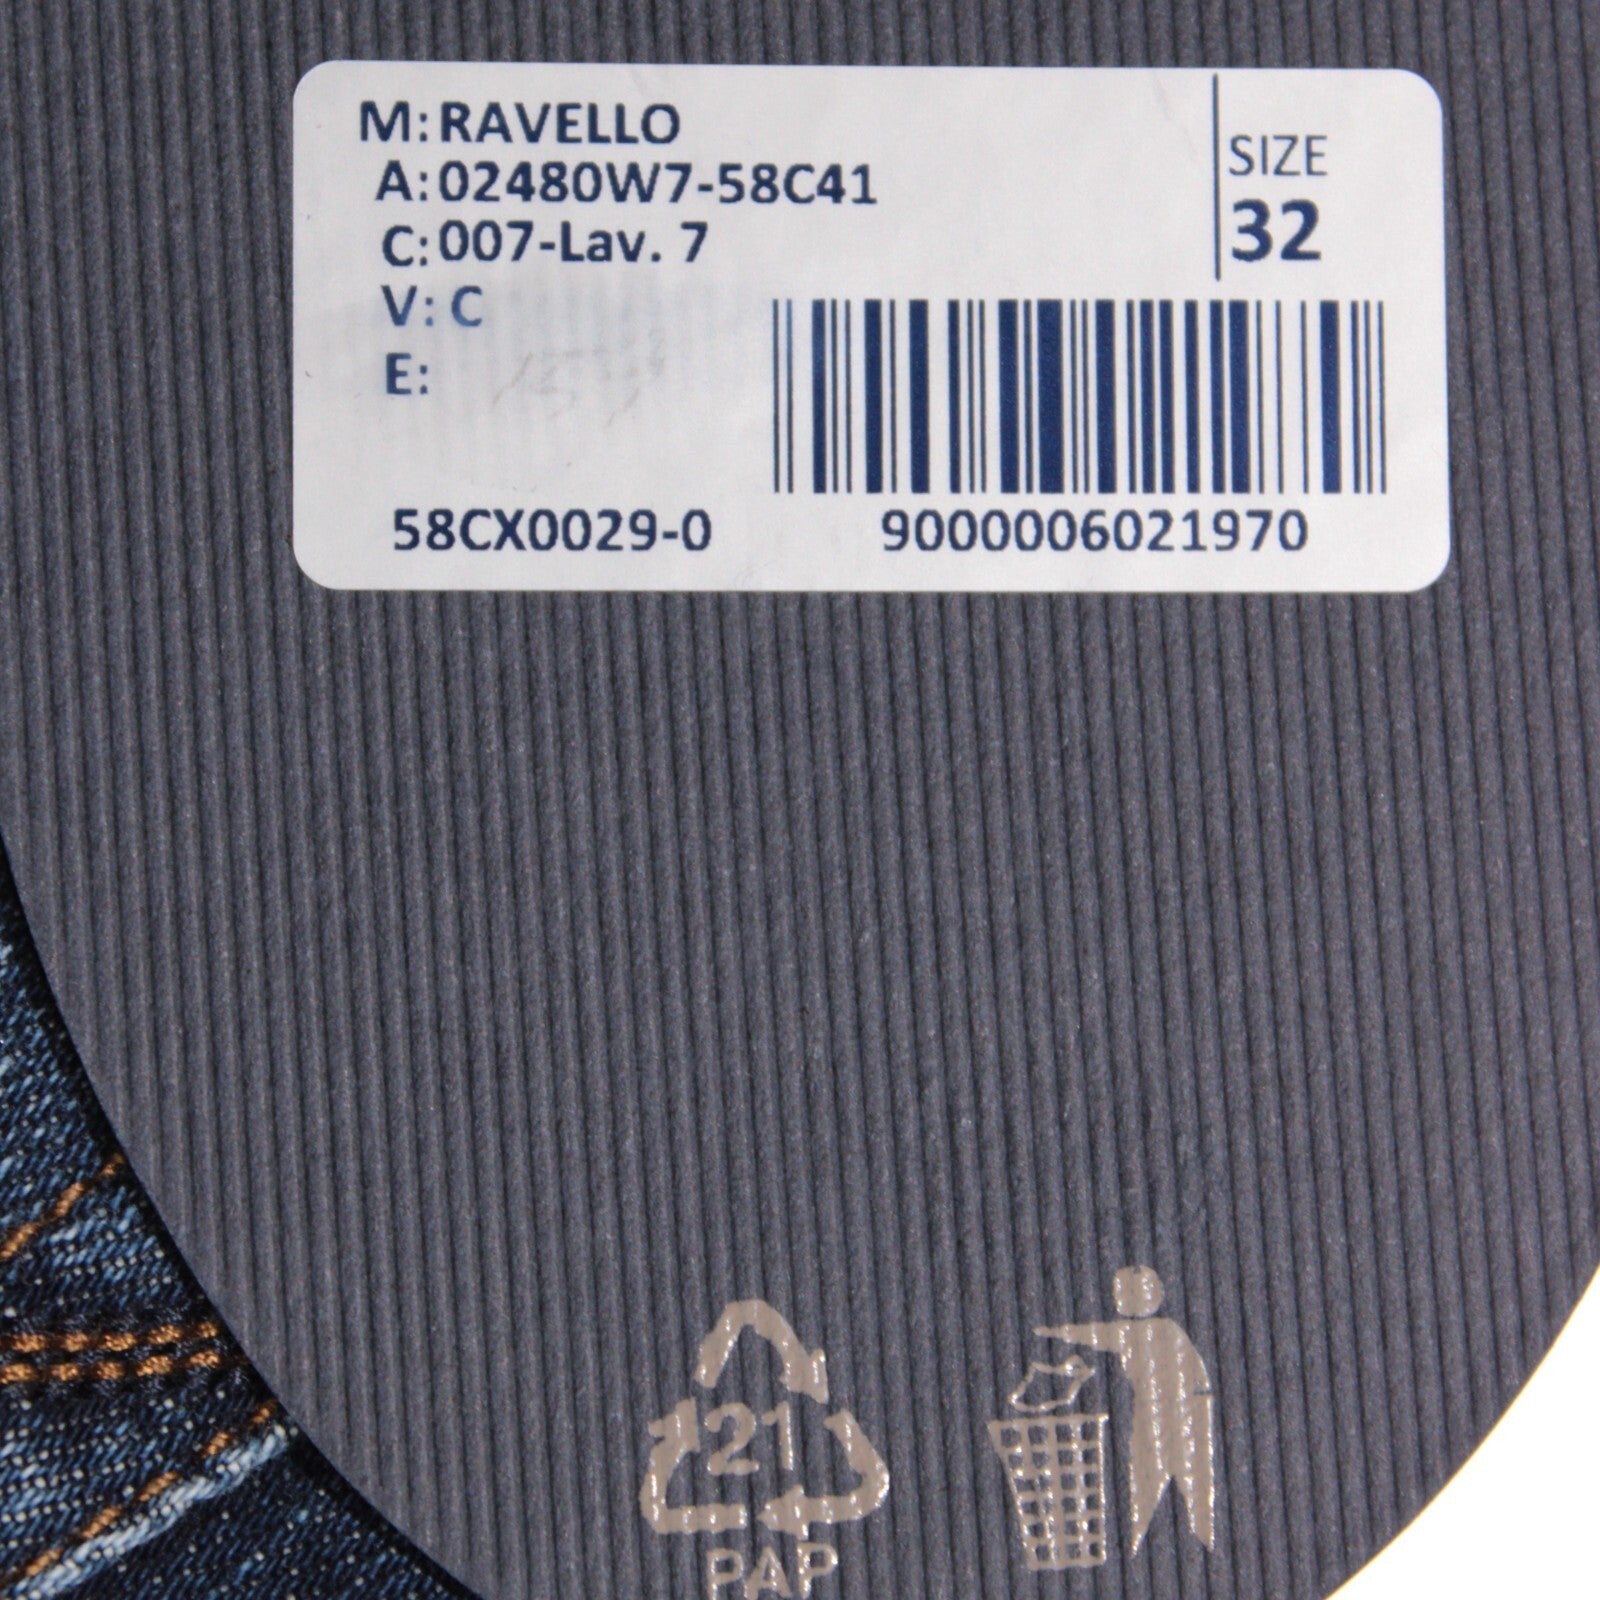 M: RAVELLO
A: 02480W7-58C41
C: 007-Lav. 7
V: C
E:
SIZE
32
58CX0029-0
9000006021970
21
PAP